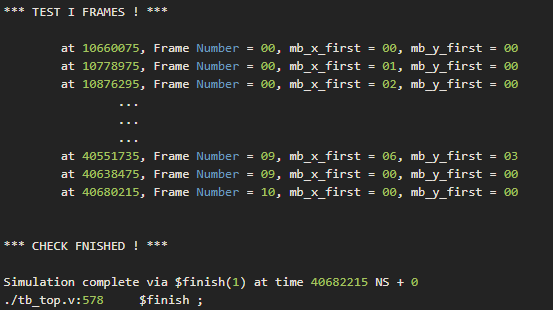 *** TEST I FRAMES ! ***
at 10660075, Frame Number = 00, mb_x_first = 00, mb_y_first = 00
at 10778975, Frame Number = 00, mb_x_first = 01, mb_y_first = 00
at 10876295, Frame Number = 00, mb_x_first = 02, mb_y_first = 00
...
...
...
at 40551735, Frame Number = 09, mb_x_first = 06, mb_y_first = 03
at 40638475, Frame Number = 09, mb_x_first = 00, mb_y_first = 00
at 40680215, Frame Number = 10, mb_x_first = 00, mb_y_first = 00
*** CHECK FNISHED ! ***
Simulation complete via $finish(1) at time 40682215 NS + 0
./tb_top.v:578     $finish ;